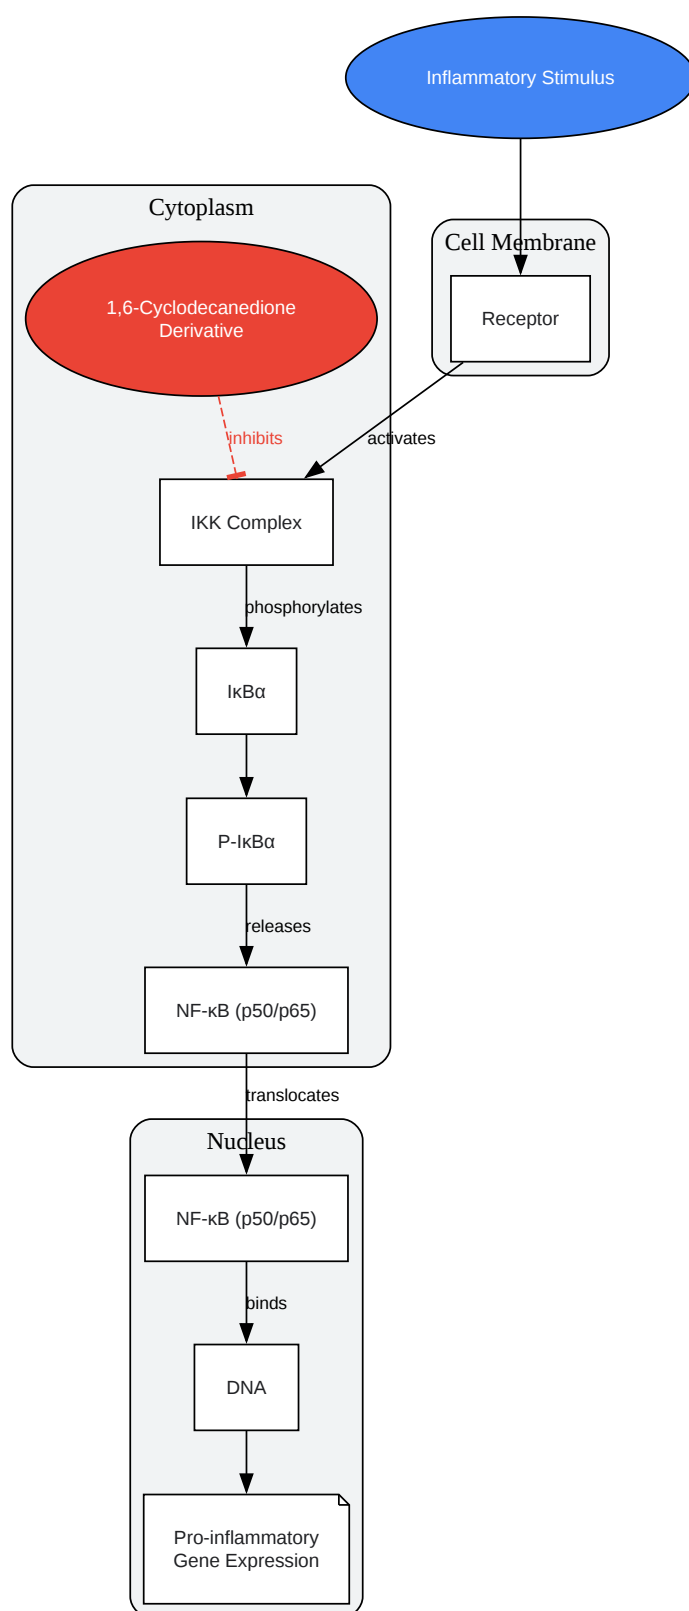 Inflammatory Stimulus
Cytoplasm
Cell Membrane
1,6-Cyclodecanedione
Derivative
Receptor
inhibits
activates
IKK Complex
phosphorylates
IκBα
P-IκBα
releases
NF-κB (p50/p65)
translocates
Nucleus
NF-κB (p50/p65)
binds
DNA
Pro-inflammatory
Gene Expression